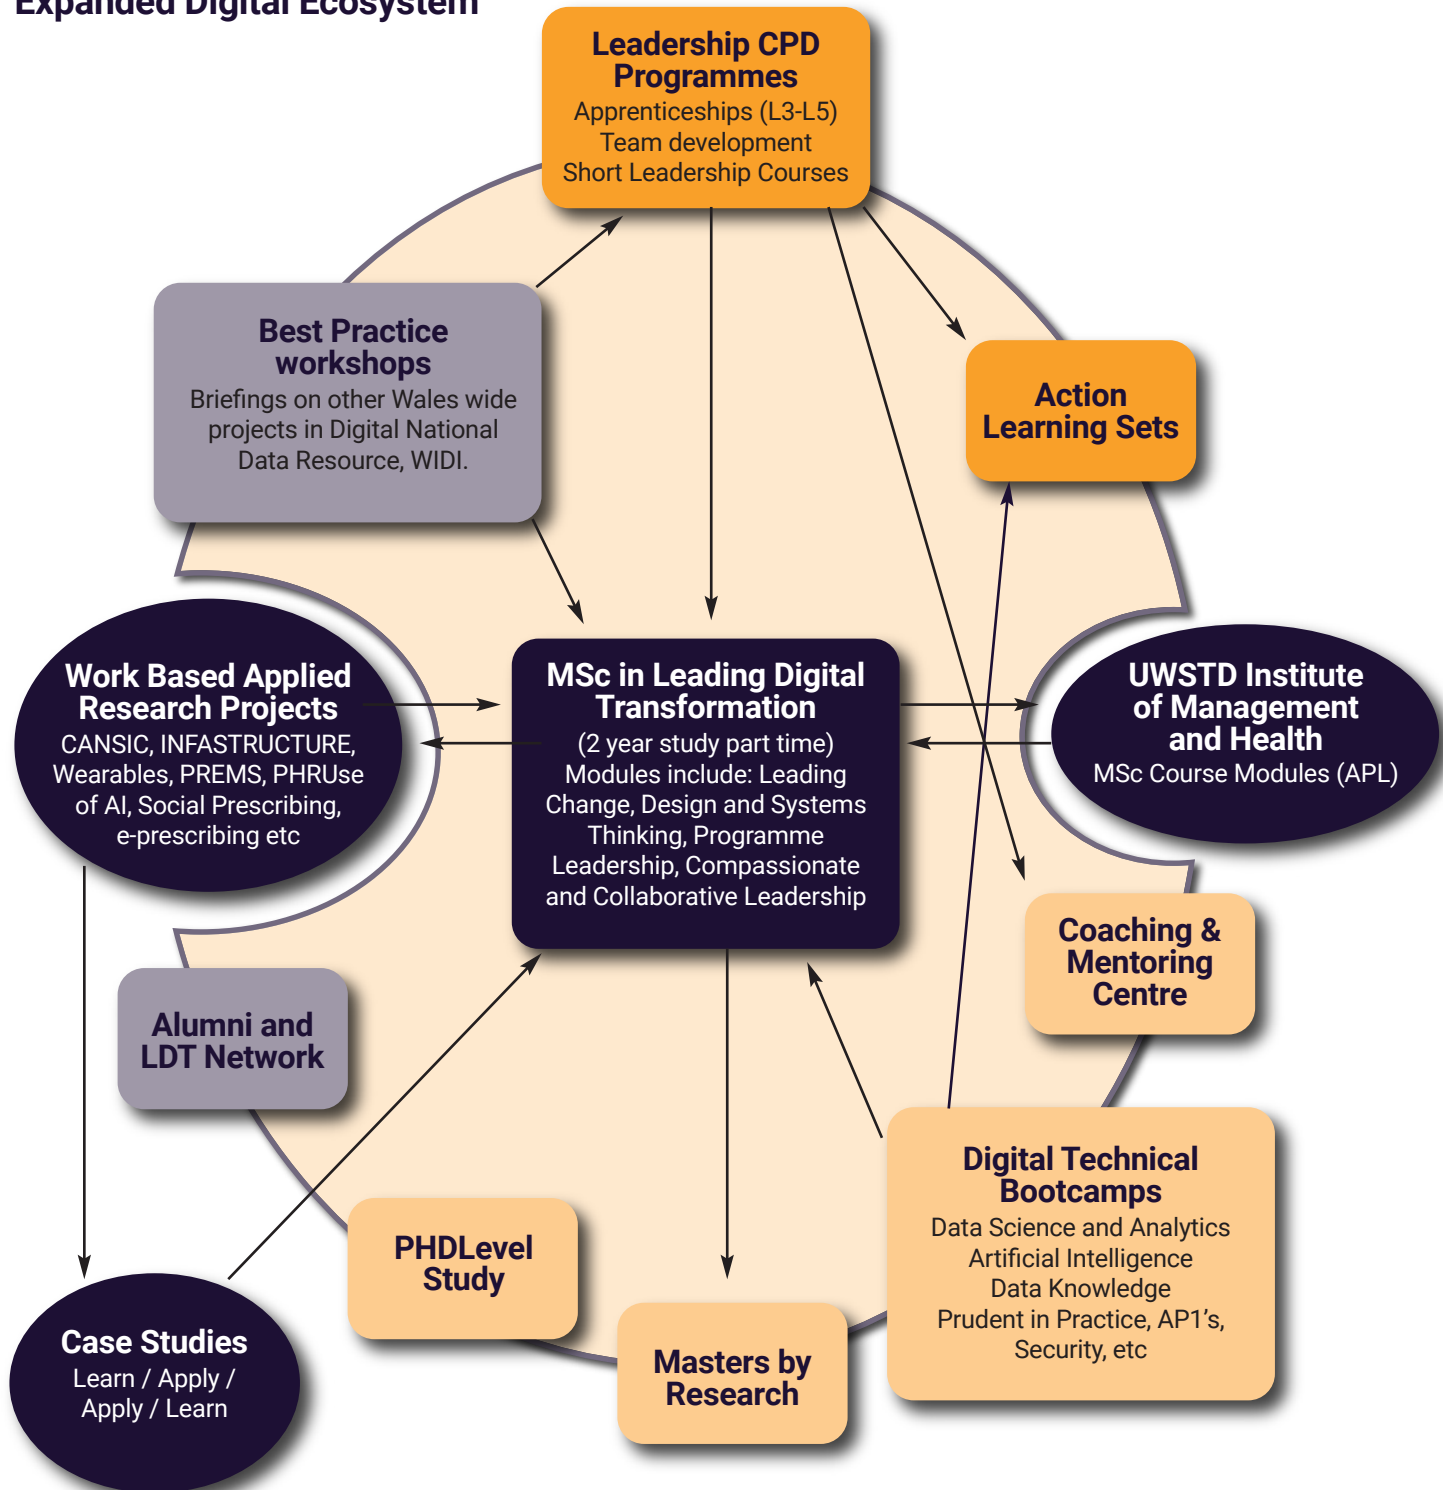 Expanded Digital Ecosystem
Leadership CPD
Programmes
Apprenticeships (L3-L5)
Team development
Short Leadership Courses
Best Practice
workshops
Briefings on other Wales wide
projects in Digital National
Data Resource, WIDI.
Action
Learning Sets
Work Based Applied
Research Projects
CANSIC, INFASTRUCTURE,
Wearables, PREMS, PHRUse
of AI, Social Prescribing,
e-prescribing etc
MSc in Leading Digital
Transformation
(2 year study part time)
Modules include: Leading
Change, Design and Systems
Thinking, Programme
Leadership, Compassionate
and Collaborative Leadership
UWSTD Institute
of Management
and Health
MSc Course Modules (APL)
Coaching &
Mentoring
Centre
Alumni and
LDT Network
Digital Technical
Bootcamps
Data Science and Analytics
Artificial Intelligence
Data Knowledge
Prudent in Practice, AP1's,
Security, etc
PHDLevel
Study
Case Studies
Learn / Apply /
Apply / Learn
Masters by
Research